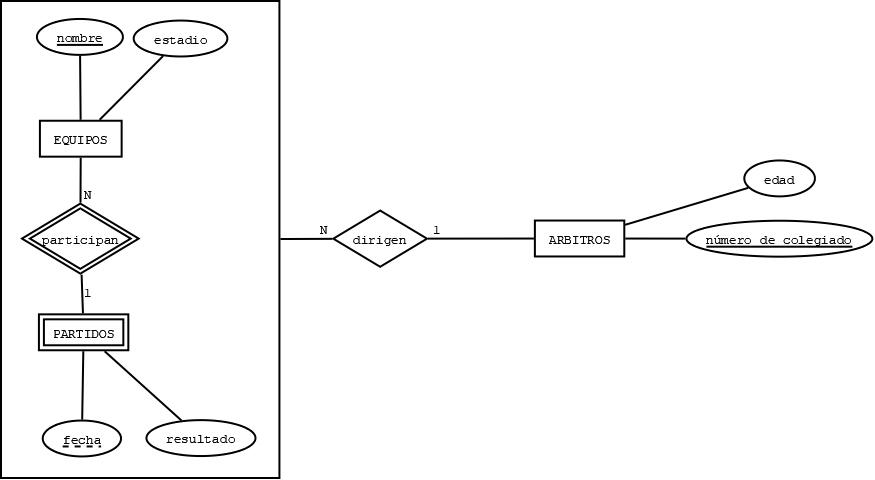 nombre
estadio
EQUIPOS
N
participan
1
PARTIDOS
fecha
resultado
N
dirigen
1
ARBITROS
edad
número de colegiado